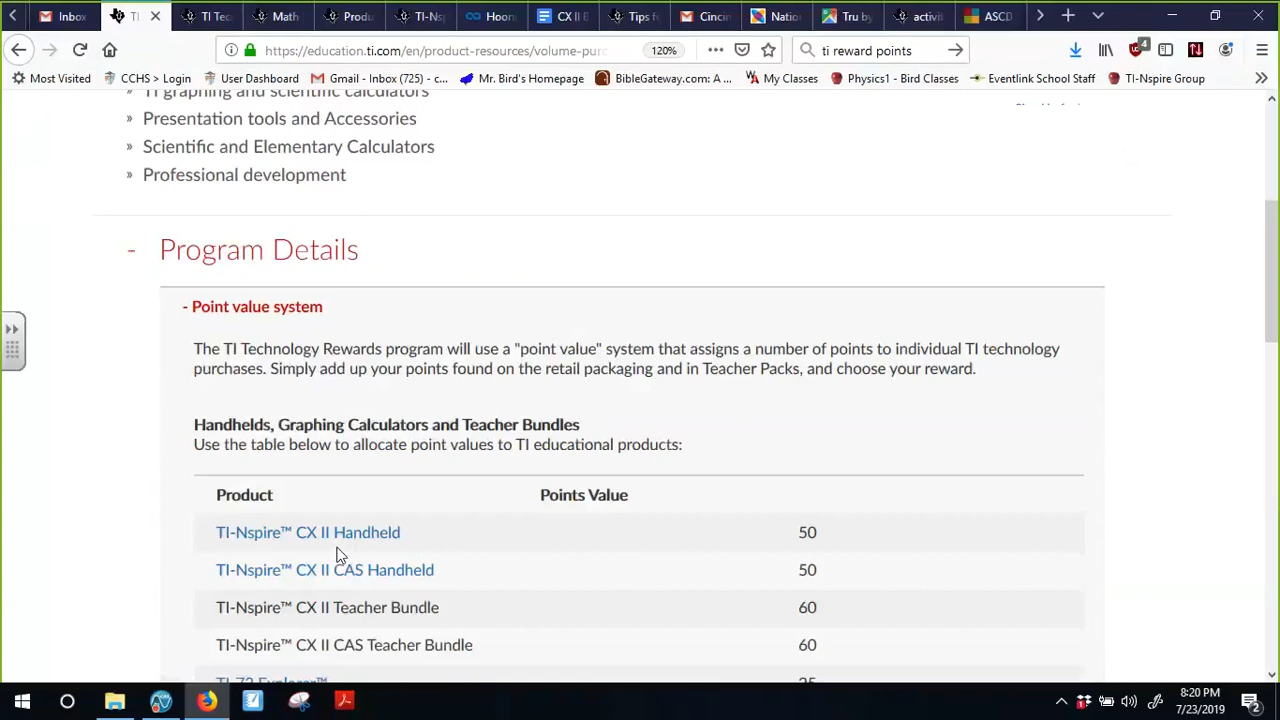 Inbox
TI
TI Tec
Math
Produ
TI-Ns
Hoon
CX II E
Tips f
Cincin
Nation
Tru by
activit
ASCD
https://education.ti.com/en/product-resources/volume-pur
120%
ti reward points
4
Most Visited
CCHS > Login
User Dashboard
Gmail - Inbox (725) - c...
Mr. Bird's Homepage
BibleGateway.com: A ...
My Classes
Physics1 - Bird Classes
Eventlink School Staff
TI-Nspire Group
» TI graphing and scientific calculators
» Presentation tools and Accessories
» Scientific and Elementary Calculators
» Professional development
- Program Details
- Point value system
The TI Technology Rewards program will use a "point value" system that assigns a number of points to individual TI technology
purchases. Simply add up your points found on the retail packaging and in Teacher Packs, and choose your reward.
Handhelds, Graphing Calculators and Teacher Bundles
Use the table below to allocate point values to TI educational products:
Product Points Value
TI-Nspire™ CX II Handheld 50
TI-Nspire™ CX II CAS Handheld 50
TI-Nspire™ CX II Teacher Bundle 60
TI-Nspire™ CX II CAS Teacher Bundle 60
TI-73 Explorer™ 25
8:20 PM
7/23/2019
2